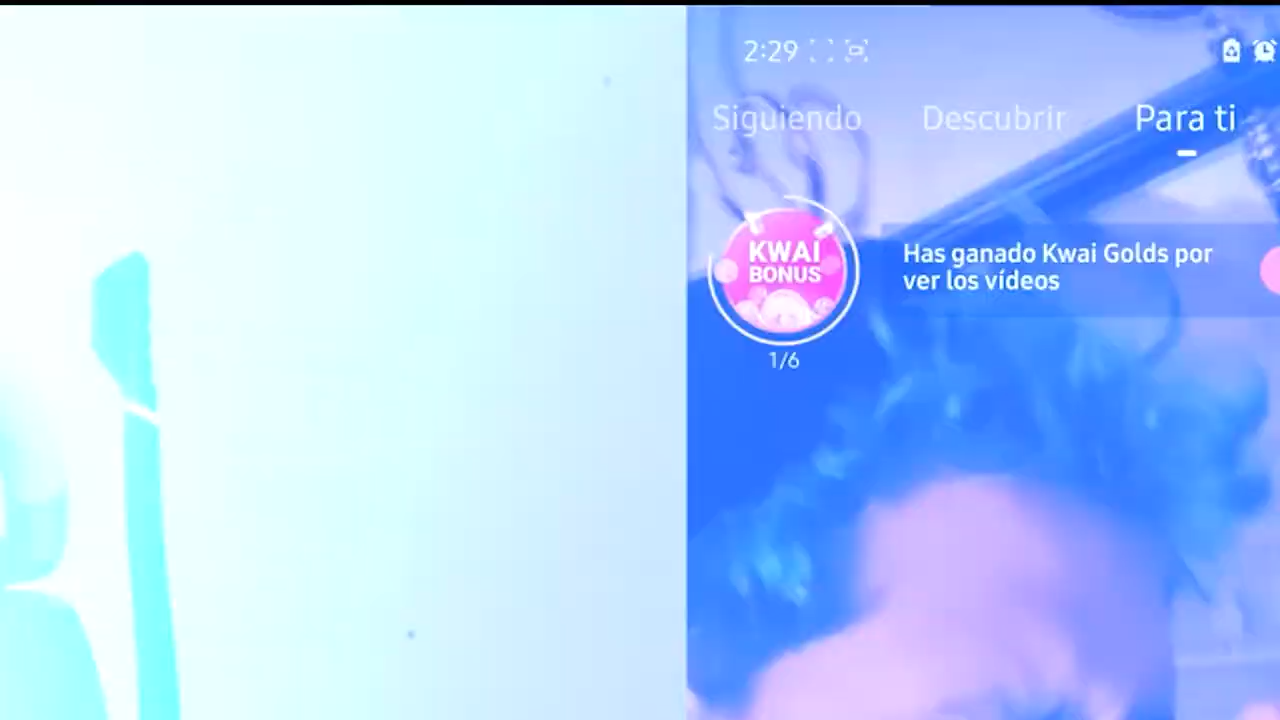 2:29
Siguiendo Descubrir Para ti
KWAI
BONUS
Has ganado Kwai Golds por
ver los vídeos
1/6